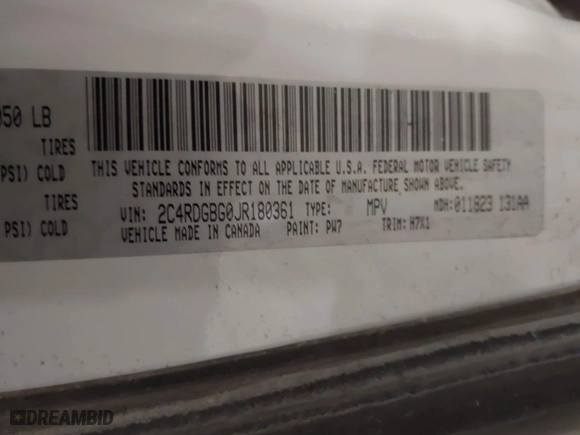 050 LB
TIRES
PSI) COLD
TIRES
PSI) COLD
THIS VEHICLE CONFORMS TO ALL APPLICABLE U.S.A. FEDERAL MOTOR VEHICLE SAFETY
STANDARDS IN EFFECT ON THE DATE OF MANUFACTURE SHOWN ABOVE.
VIN: 2C4RDGBG0JR180361 TYPE: MPV MDH: 011823 131AA
VEHICLE MADE IN CANADA PAINT: PW7 TRIM: H7X1
DREAMBID